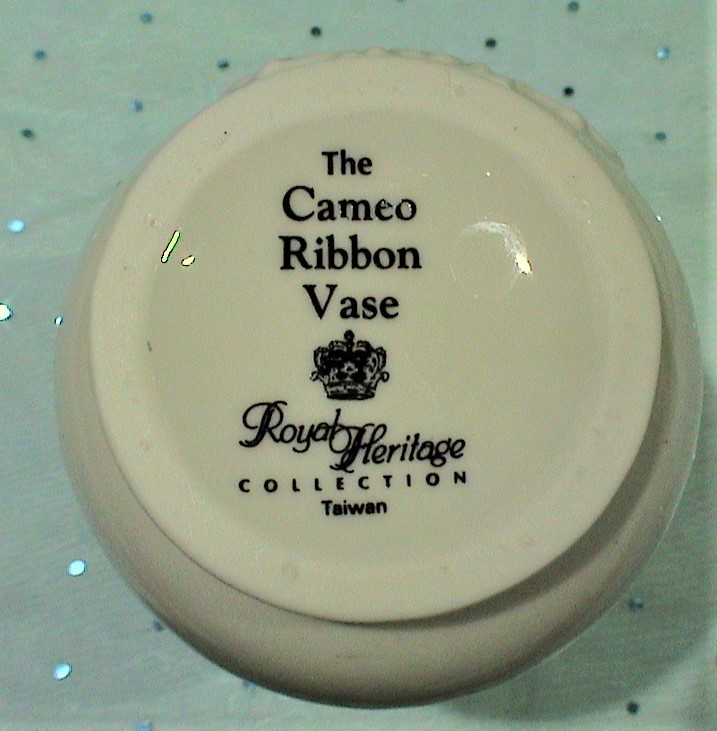 The
Cameo
Ribbon
Vase
Royal Heritage
COLLECTION
Taiwan